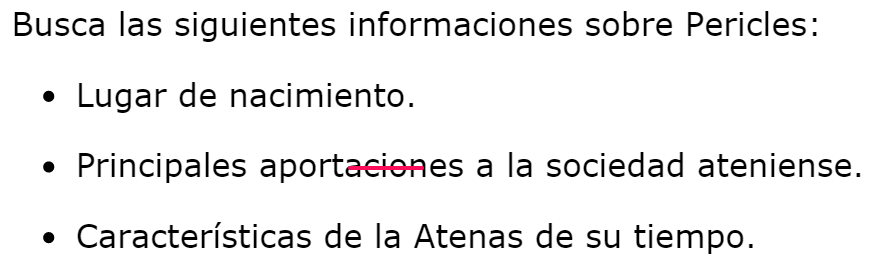 Busca las siguientes informaciones sobre Pericles:
• Lugar de nacimiento.
• Principales aportaciones a la sociedad ateniense.
• Características de la Atenas de su tiempo.